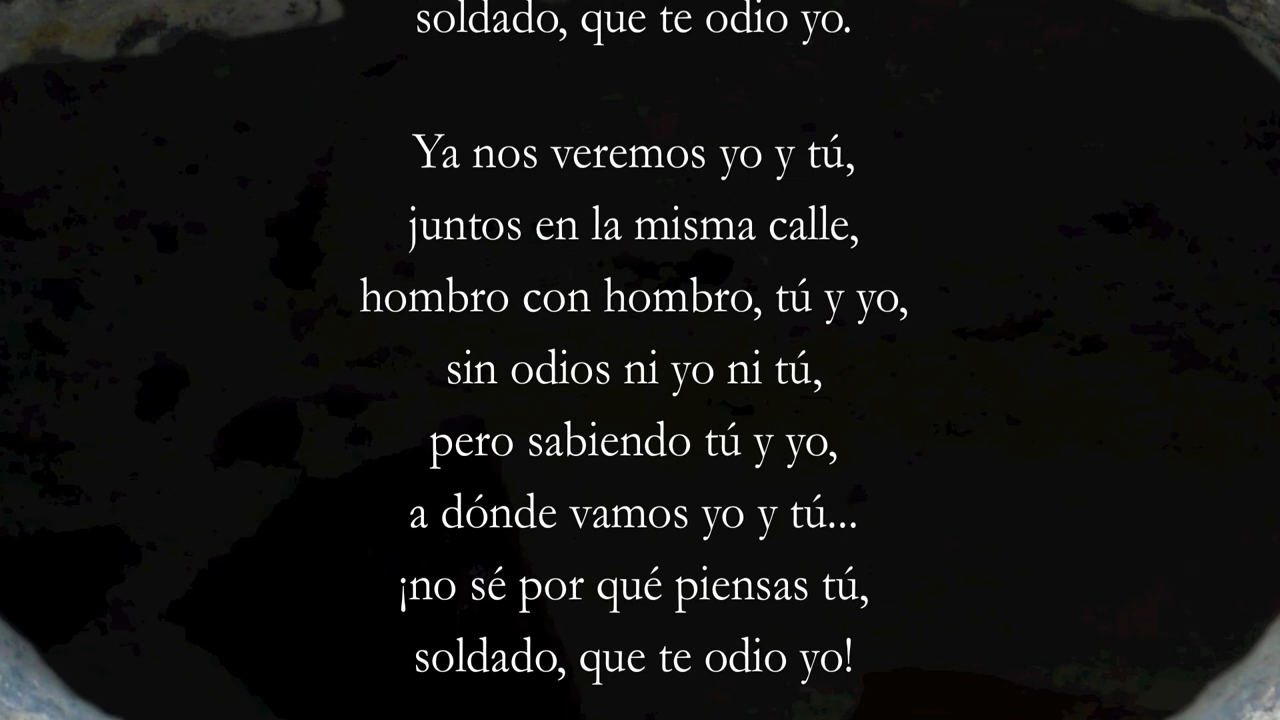 soldado, que te odio yo.
Ya nos veremos yo y tú,
juntos en la misma calle,
hombro con hombro, tú y yo,
sin odios ni yo ni tú,
pero sabiendo tú y yo,
a dónde vamos yo y tú...
¡no sé por qué piensas tú,
soldado, que te odio yo!